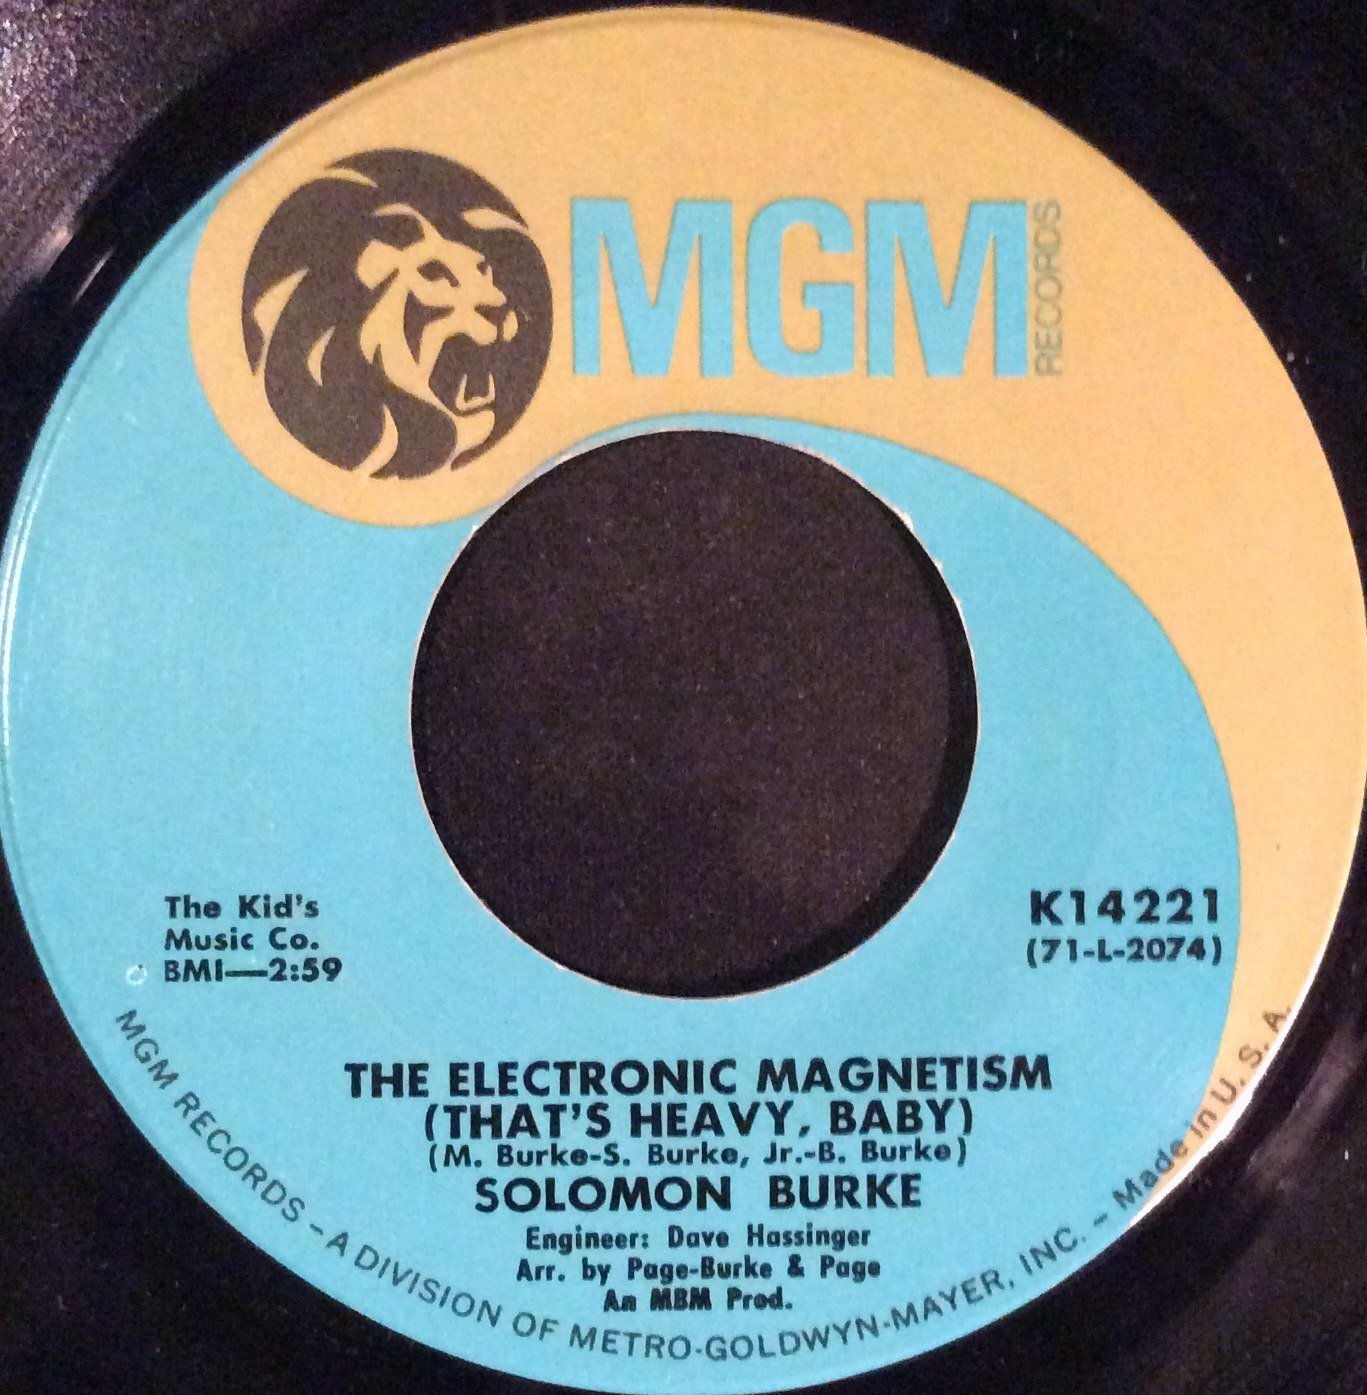 MGM
RECORDS
The Kid's
Music Co.
BMI—2:59
K14221
(71-L-2074)
THE ELECTRONIC MAGNETISM
(THAT'S HEAVY, BABY)
(M. Burke-S. Burke, Jr.-B. Burke)
SOLOMON BURKE
Engineer: Dave Hassinger
Arr. by Page-Burke & Page
An MBM Prod.
MGM RECORDS – A DIVISION OF METRO-GOLDWYN-MAYER, INC. – Made in U. S. A.